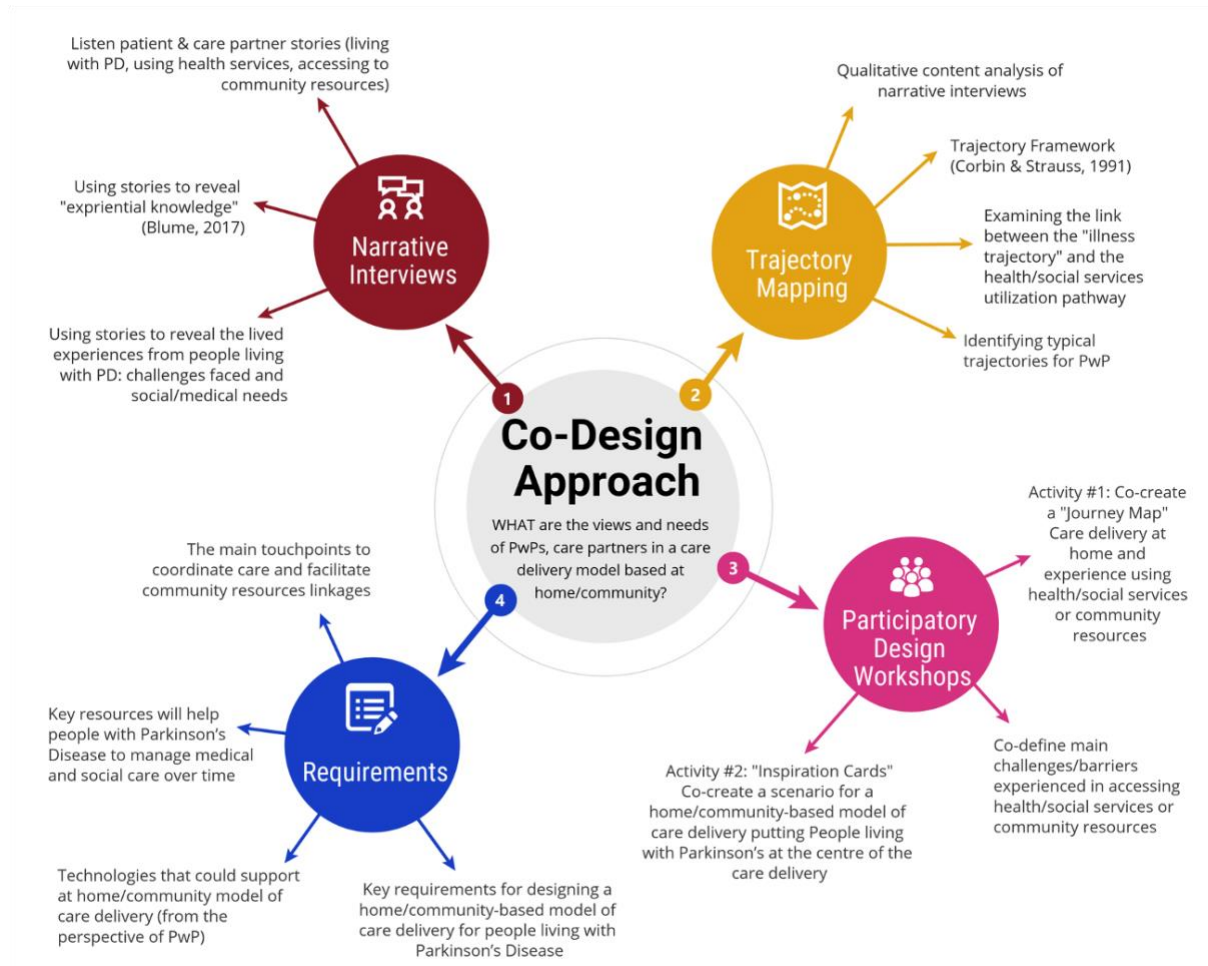 Co-Design
Approach
WHAT are the views and needs
of PwPs, care partners in a care
delivery model based at
home/community?
1
Narrative
Interviews
Listen patient & care partner stories (living
with PD, using health services, accessing to
community resources)
Using stories to reveal
"expriential knowledge"
(Blume, 2017)
Using stories to reveal the lived
experiences from people living
with PD: challenges faced and
social/medical needs
2
Trajectory
Mapping
Qualitative content analysis of
narrative interviews
Trajectory Framework
(Corbin & Strauss, 1991)
Examining the link
between the "illness
trajectory" and the
health/social services
utilization pathway
Identifying typical
trajectories for PwP
3
Participatory
Design
Workshops
Activity #1: Co-create
a "Journey Map"
Care delivery at
home and
experience using
health/social services
or community
resources
Co-define main
challenges/barriers
experienced in accessing
health/social services or
community resources
Activity #2: "Inspiration Cards"
Co-create a scenario for a
home/community-based model of
care delivery putting People living
with Parkinson's at the centre of the
care delivery
4
Requirements
The main touchpoints to
coordinate care and facilitate
community resources linkages
Key resources will help
people with Parkinson's
Disease to manage medical
and social care over time
Technologies that could support
at home/community model of
care delivery (from the
perspective of PwP)
Key requirements for designing a
home/community-based model of
care delivery for people living with
Parkinson's Disease